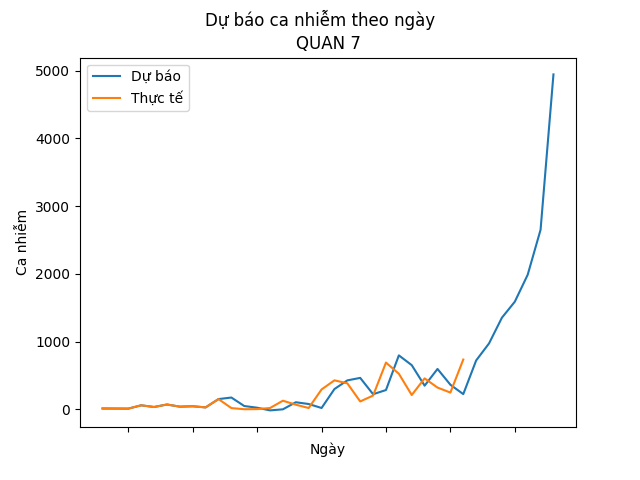 Dự báo ca nhiễm theo ngày
QUAN 7
Dự báo
Thực tế
5000
4000
3000
2000
1000
0
Ca nhiễm
Ngày